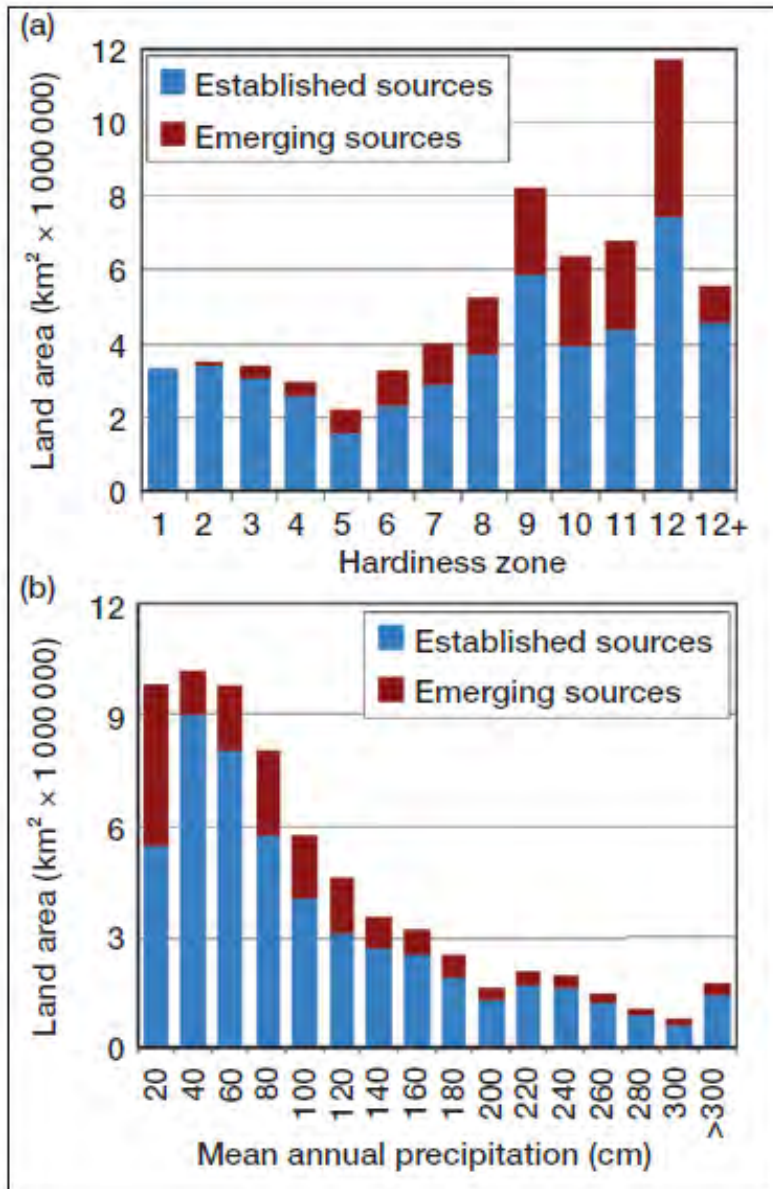 (a)
12
10
8
6
4
2
0
Land area (km² × 1 000 000)
Established sources
Emerging sources
1 2 3 4 5 6 7 8 9 10 11 12 12+
Hardiness zone
(b)
12
9
6
3
0
Land area (km² × 1 000 000)
Established sources
Emerging sources
20 40 60 80 100 120 140 160 180 200 220 240 260 280 300 >300
Mean annual precipitation (cm)